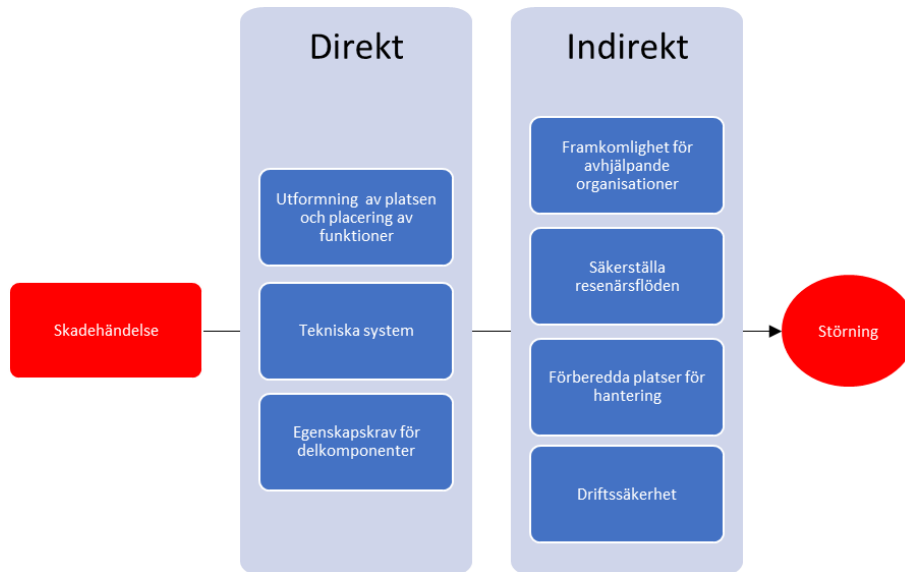 Direkt
Indirekt
Skadehändelse
Utformning av platsen
och placering av
funktioner
Tekniska system
Egenskapskrav för
delkomponenter
Framkomlighet för
avhjälpande
organisationer
Säkerställa
resenärsflöden
Förberedda platser för
hantering
Driftssäkerhet
Störning